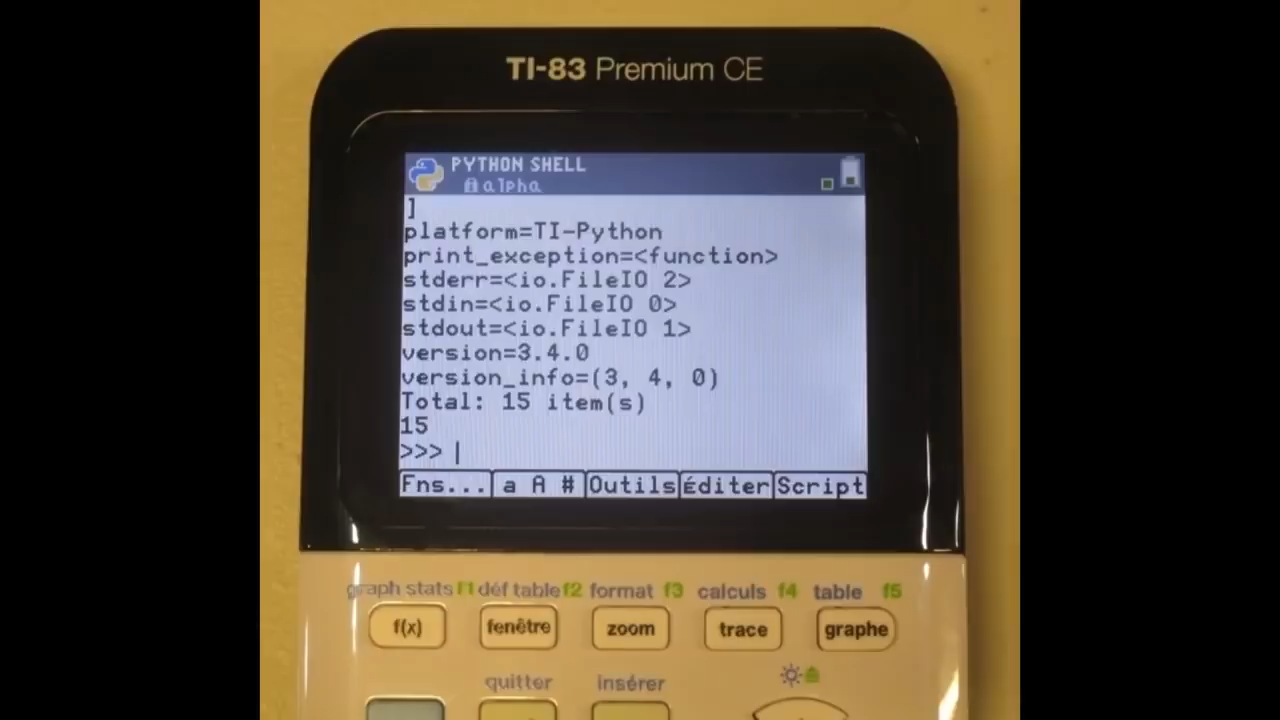 TI-83 Premium CE
PYTHON SHELL
alpha
]
platform=TI-Python
print_exception=<function>
stderr=<io.FileIO 2>
stdin=<io.FileIO 0>
stdout=<io.FileIO 1>
version=3.4.0
version_info=(3, 4, 0)
Total: 15 item(s)
15
>>> |
Fns... a A # Outils Éditer Script
graph stats f1 déf table f2 format f3 calculs f4 table f5
f(x) fenêtre zoom trace graphe
quitter insérer